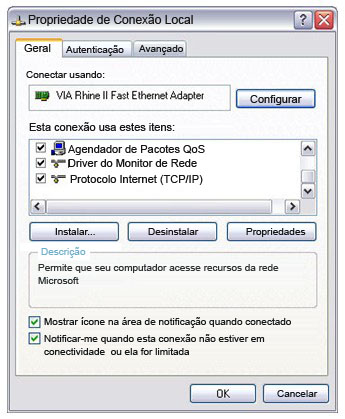 Propriedade de Conexão Local
Geral
Autenticação
Avançado
Conectar usando:
VIA Rhine II Fast Ethernet Adapter
Configurar
Esta conexão usa estes itens:
Agendador de Pacotes QoS
Driver do Monitor de Rede
Protocolo Internet (TCP/IP)
Instalar...
Desinstalar
Propriedades
Descrição
Permite que seu computador acesse recursos da rede
Microsoft
Mostrar ícone na área de notificação quando conectado
Notificar-me quando esta conexão não estiver em
conectividade ou ela for limitada
OK
Cancelar